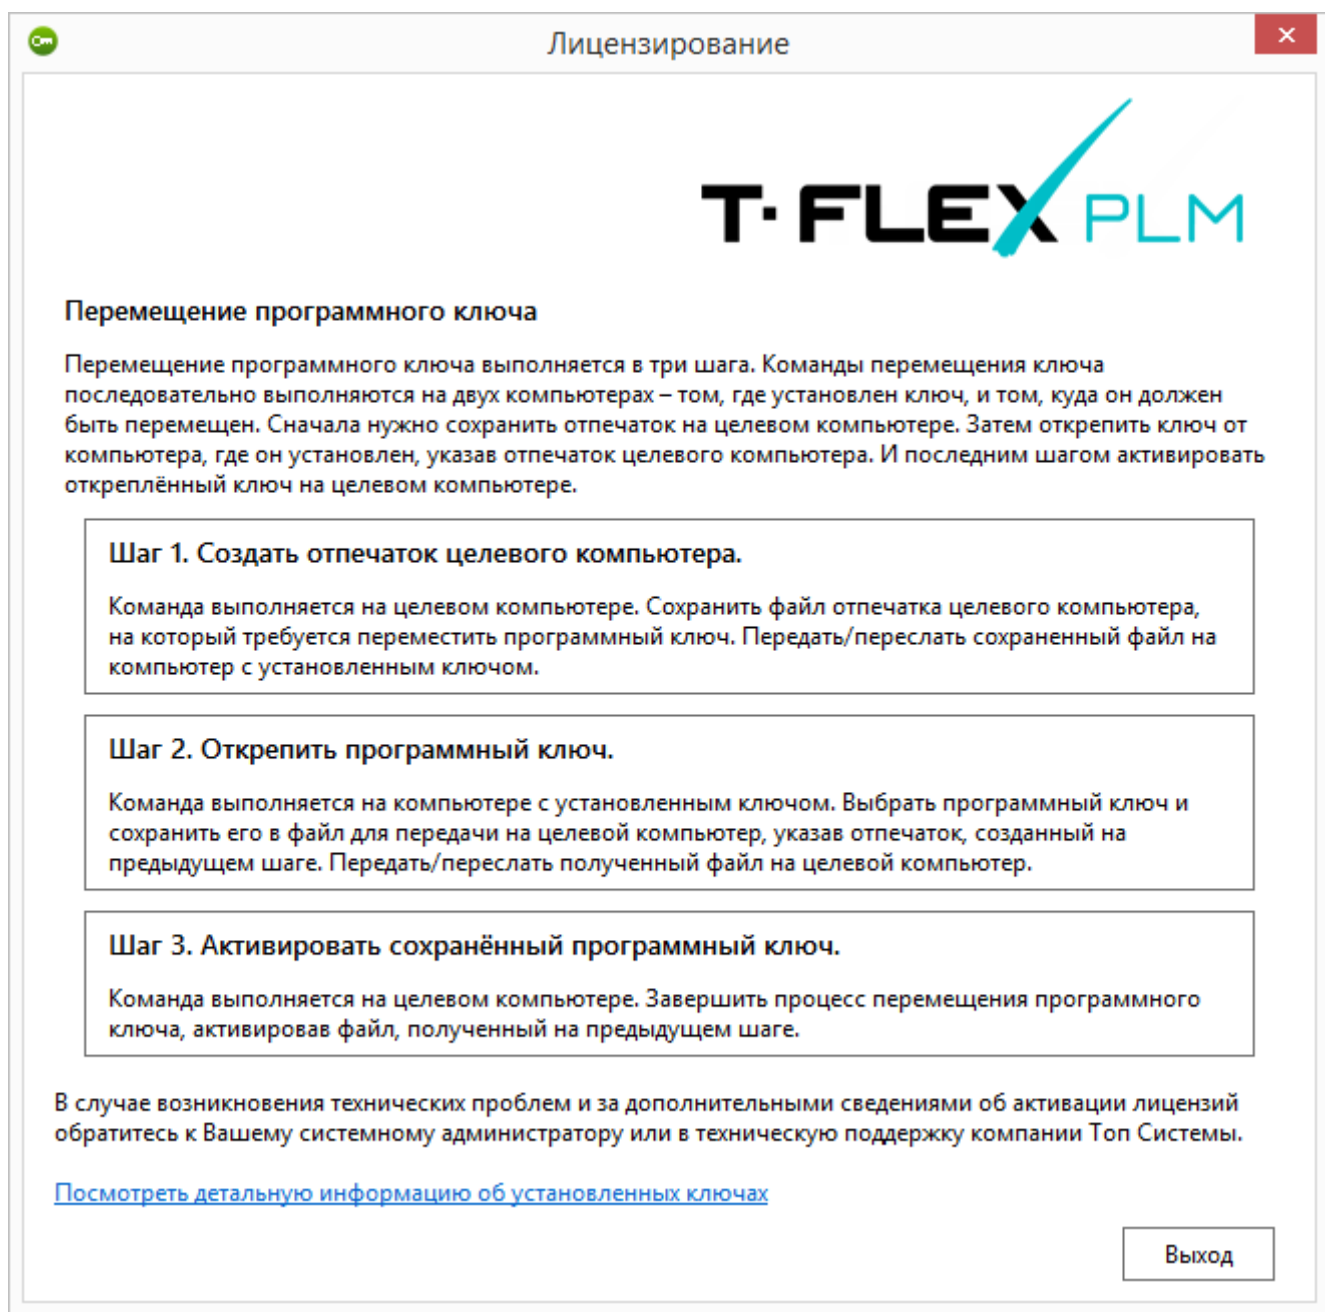 Лицензирование
T·FLEX PLM
Перемещение программного ключа
Перемещение программного ключа выполняется в три шага. Команды перемещения ключа
последовательно выполняются на двух компьютерах – том, где установлен ключ, и том, куда он должен
быть перемещен. Сначала нужно сохранить отпечаток на целевом компьютере. Затем открепить ключ от
компьютера, где он установлен, указав отпечаток целевого компьютера. И последним шагом активировать
откреплённый ключ на целевом компьютере.
Шаг 1. Создать отпечаток целевого компьютера.
Команда выполняется на целевом компьютере. Сохранить файл отпечатка целевого компьютера,
на который требуется переместить программный ключ. Передать/переслать сохраненный файл на
компьютер с установленным ключом.
Шаг 2. Открепить программный ключ.
Команда выполняется на компьютере с установленным ключом. Выбрать программный ключ и
сохранить его в файл для передачи на целевой компьютер, указав отпечаток, созданный на
предыдущем шаге. Передать/переслать полученный файл на целевой компьютер.
Шаг 3. Активировать сохранённый программный ключ.
Команда выполняется на целевом компьютере. Завершить процесс перемещения программного
ключа, активировав файл, полученный на предыдущем шаге.
В случае возникновения технических проблем и за дополнительными сведениями об активации лицензий
обратитесь к Вашему системному администратору или в техническую поддержку компании Топ Системы.
Посмотреть детальную информацию об установленных ключах
Выход